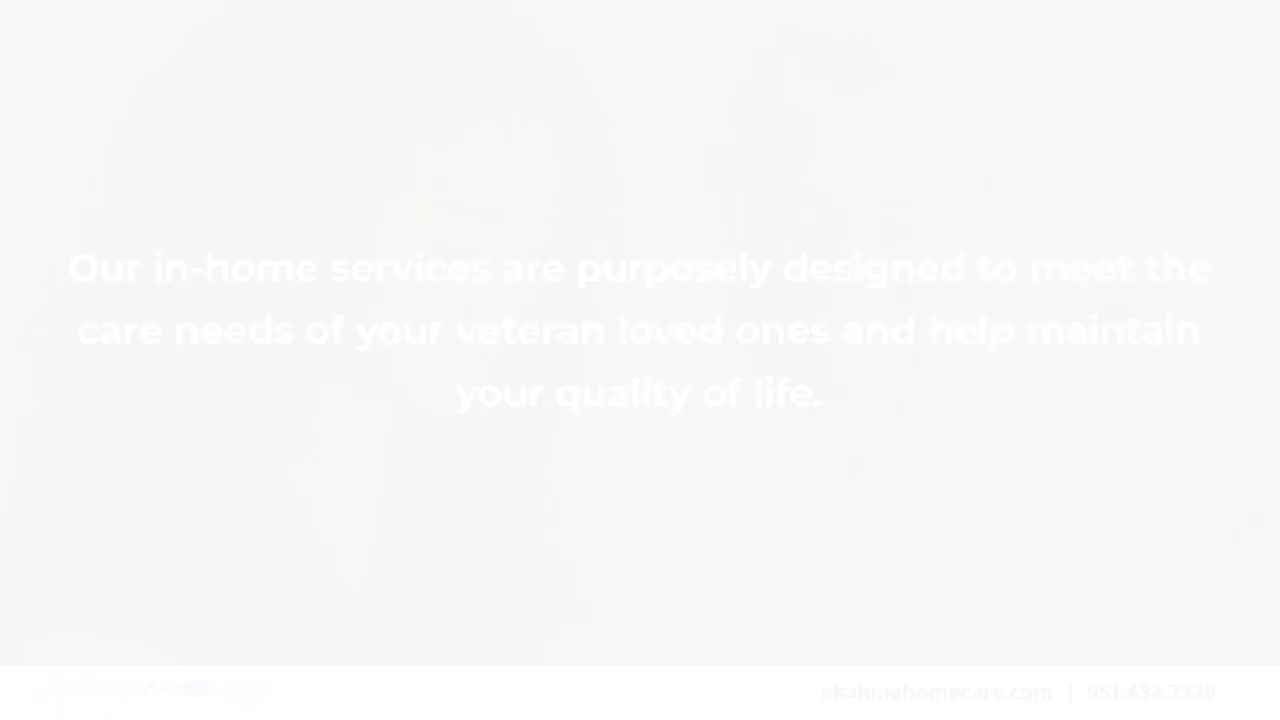 Our in-home services are purposely designed to meet the
care needs of your veteran loved ones and help maintain
your quality of life.
akahinahomecare.com | 951.434.7339